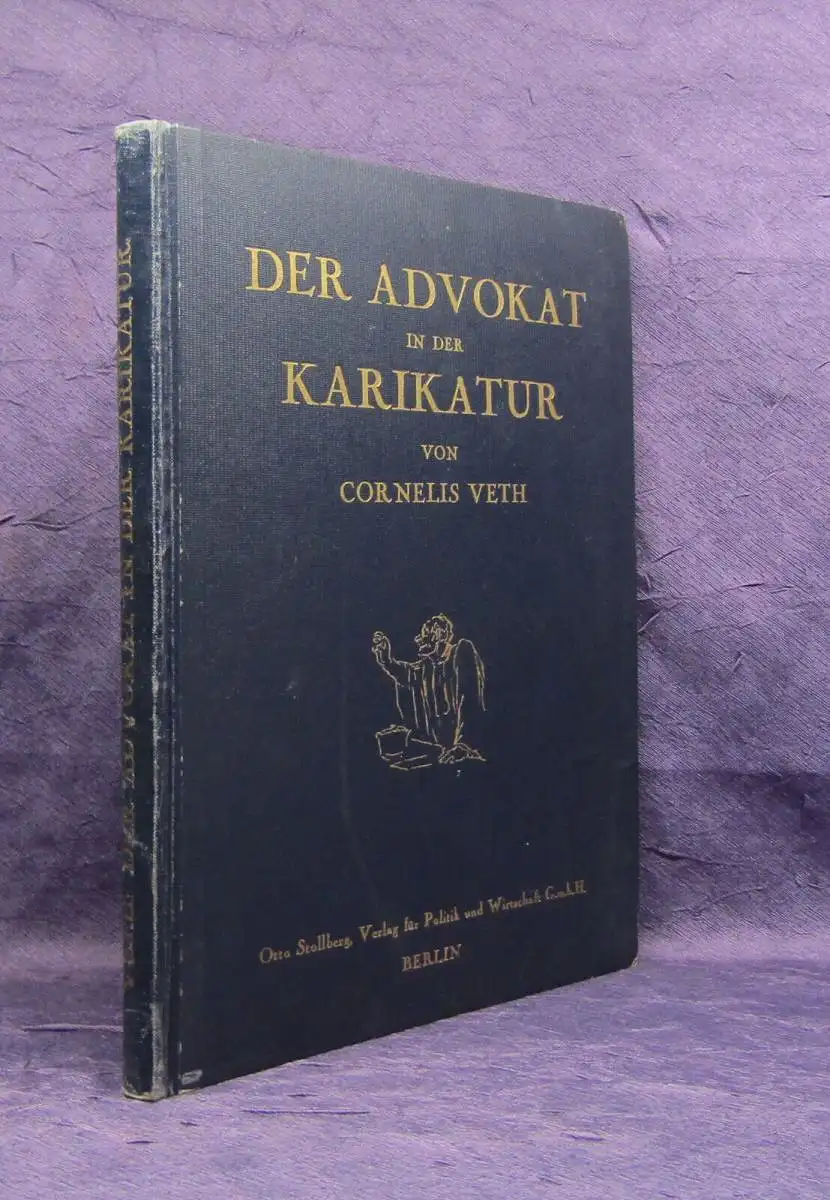 DER ADVOKAT
IN DER
KARIKATUR
VON
CORNELIS VETH
Otto Stollberg, Verlag für Politik und Wirtschaft G.m.b.H.
BERLIN
DER ADVOKAT IN DER KARIKATUR